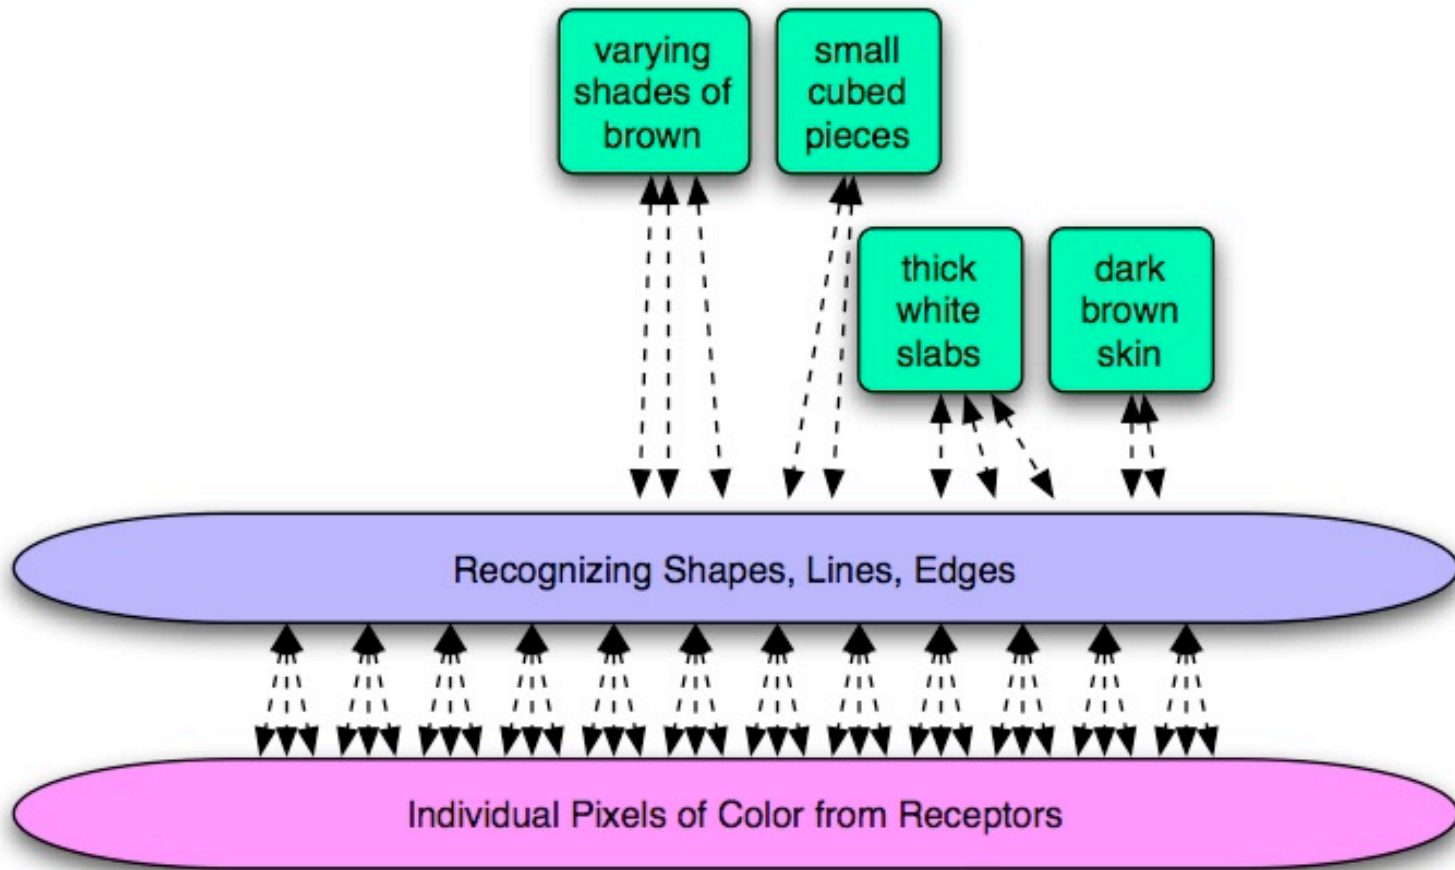 varying
shades of
brown
small
cubed
pieces
thick
white
slabs
dark
brown
skin
Recognizing Shapes, Lines, Edges
Individual Pixels of Color from Receptors